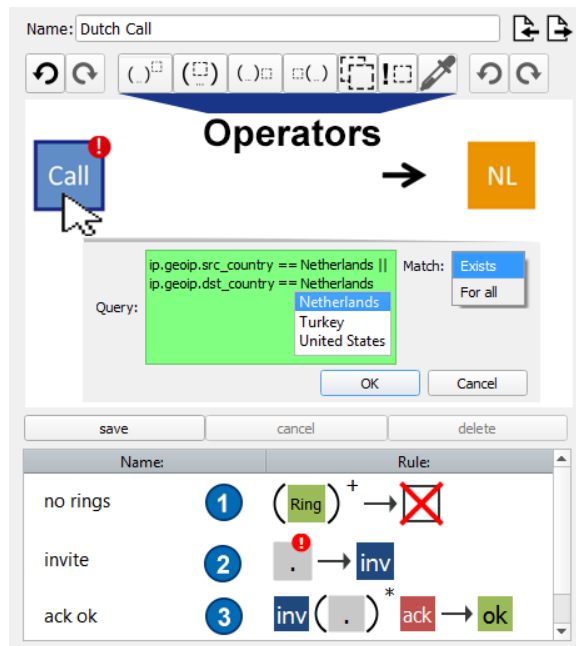 Name: Dutch Call
(...) (...) (...) (...) !
Operators
Call ! → NL
ip.geoip.src_country == Netherlands || Match: Exists
ip.geoip.dst_country == Netherlands For all
Query: Netherlands
Turkey
United States
OK Cancel
save cancel delete
Name: Rule:
no rings 1 (Ring)+ →
invite 2 . ! → inv
ack ok 3 inv ( . )* ack → ok